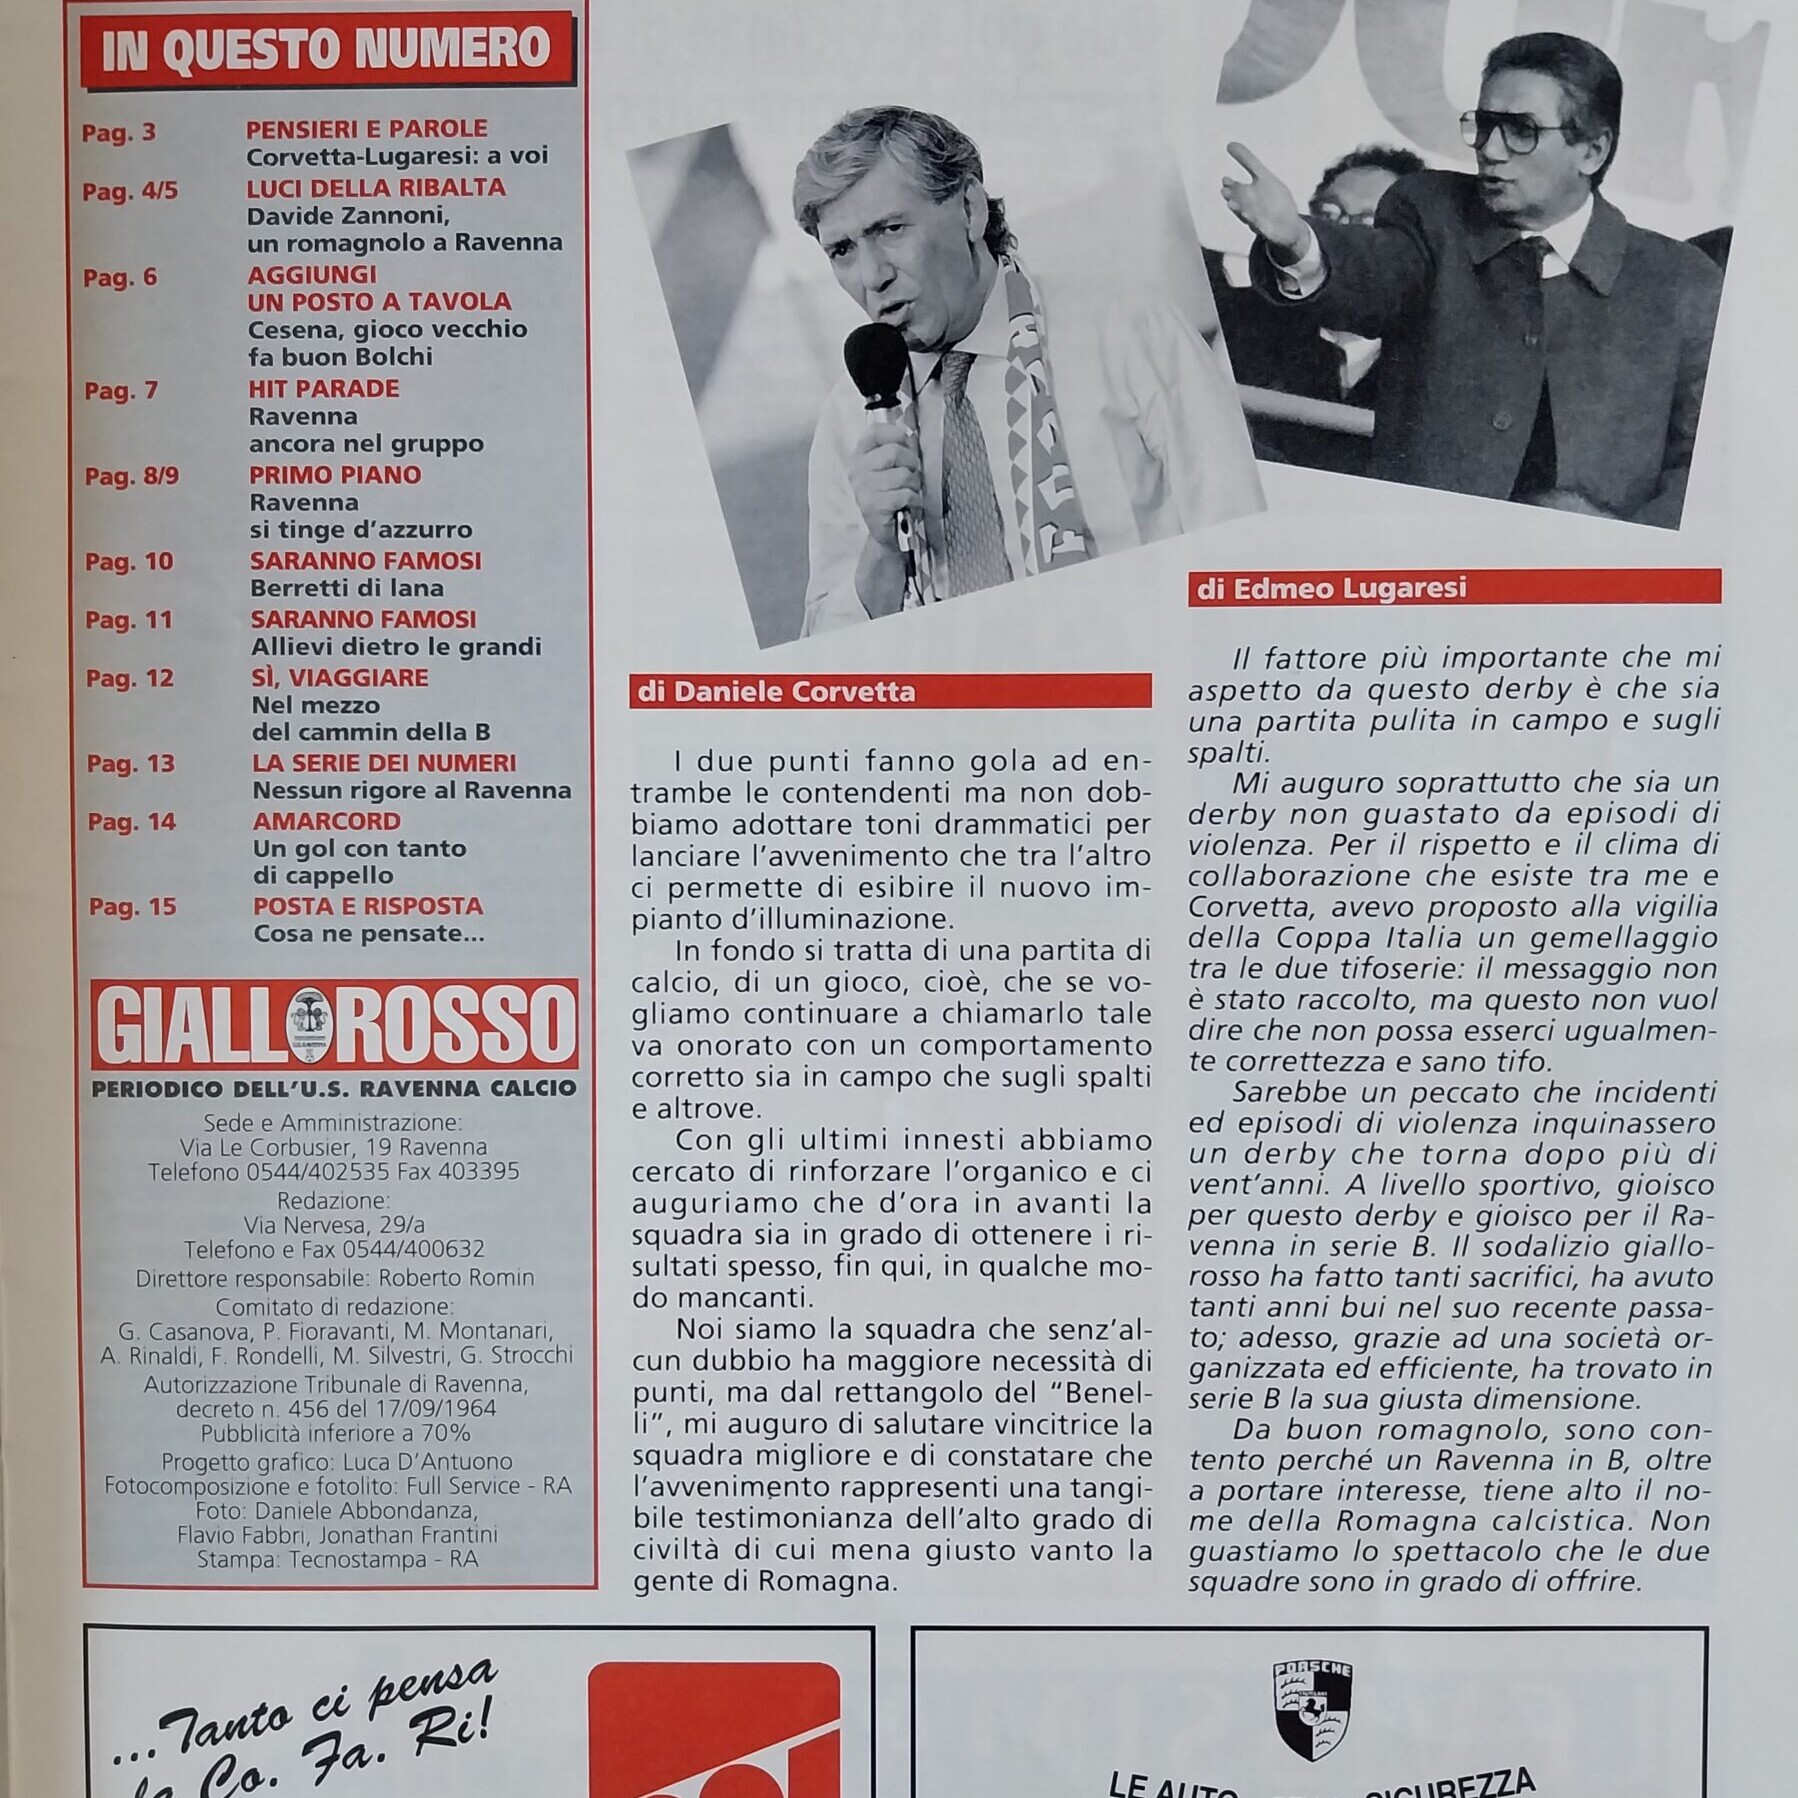 IN QUESTO NUMERO
Pag. 3 PENSIERI E PAROLE
Corvetta-Lugaresi: a voi
Pag. 4/5 LUCI DELLA RIBALTA
Davide Zannoni,
un romagnolo a Ravenna
Pag. 6 AGGIUNGI
UN POSTO A TAVOLA
Cesena, gioco vecchio
fa buon Bolchi
Pag. 7 HIT PARADE
Ravenna
ancora nel gruppo
Pag. 8/9 PRIMO PIANO
Ravenna
si tinge d'azzurro
Pag. 10 SARANNO FAMOSI
Berretti di lana
Pag. 11 SARANNO FAMOSI
Allievi dietro le grandi
Pag. 12 SÌ, VIAGGIARE
Nel mezzo
del cammin della B
Pag. 13 LA SERIE DEI NUMERI
Nessun rigore al Ravenna
Pag. 14 AMARCORD
Un gol con tanto
di cappello
Pag. 15 POSTA E RISPOSTA
Cosa ne pensate...
GIALLOROSSO
PERIODICO DELL'U.S. RAVENNA CALCIO
Sede e Amministrazione:
Via Le Corbusier, 19 Ravenna
Telefono 0544/402535 Fax 403395
Redazione:
Via Nervesa, 29/a
Telefono e Fax 0544/400632
Direttore responsabile: Roberto Romin
Comitato di redazione:
G. Casanova, P. Fioravanti, M. Montanari,
A. Rinaldi, F. Rondelli, M. Silvestri, G. Strocchi
Autorizzazione Tribunale di Ravenna,
decreto n. 456 del 17/09/1964
Pubblicità inferiore a 70%
Progetto grafico: Luca D'Antuono
Fotocomposizione e fotolito: Full Service - RA
Foto: Daniele Abbondanza,
Flavio Fabbri, Jonathan Frantini
Stampa: Tecnostampa - RA
di Daniele Corvetta
I due punti fanno gola ad en-
trambe le contendenti ma non dob-
biamo adottare toni drammatici per
lanciare l'avvenimento che tra l'altro
ci permette di esibire il nuovo im-
pianto d'illuminazione.
In fondo si tratta di una partita di
calcio, di un gioco, cioè, che se vo-
gliamo continuare a chiamarlo tale
va onorato con un comportamento
corretto sia in campo che sugli spalti
e altrove.
Con gli ultimi innesti abbiamo
cercato di rinforzare l'organico e ci
auguriamo che d'ora in avanti la
squadra sia in grado di ottenere i ri-
sultati spesso, fin qui, in qualche mo-
do mancanti.
Noi siamo la squadra che senz'al-
cun dubbio ha maggiore necessità di
punti, ma dal rettangolo del "Benel-
li", mi auguro di salutare vincitrice la
squadra migliore e di constatare che
l'avvenimento rappresenti una tangi-
bile testimonianza dell'alto grado di
civiltà di cui mena giusto vanto la
gente di Romagna.
di Edmeo Lugaresi
Il fattore più importante che mi
aspetto da questo derby è che sia
una partita pulita in campo e sugli
spalti.
Mi auguro soprattutto che sia un
derby non guastato da episodi di
violenza. Per il rispetto e il clima di
collaborazione che esiste tra me e
Corvetta, avevo proposto alla vigilia
della Coppa Italia un gemellaggio
tra le due tifoserie: il messaggio non
è stato raccolto, ma questo non vuol
dire che non possa esserci ugualmen-
te correttezza e sano tifo.
Sarebbe un peccato che incidenti
ed episodi di violenza inquinassero
un derby che torna dopo più di
vent'anni. A livello sportivo, gioisco
per questo derby e gioisco per il Ra-
venna in serie B. Il sodalizio giallo-
rosso ha fatto tanti sacrifici, ha avuto
tanti anni bui nel suo recente passa-
to; adesso, grazie ad una società or-
ganizzata ed efficiente, ha trovato in
serie B la sua giusta dimensione.
Da buon romagnolo, sono con-
tento perché un Ravenna in B, oltre
a portare interesse, tiene alto il no-
me della Romagna calcistica. Non
guastiamo lo spettacolo che le due
squadre sono in grado di offrire.
...Tanto ci pensa
la Co. Fa. Ri!
PORSCHE
LE AUTO
SICUREZZA